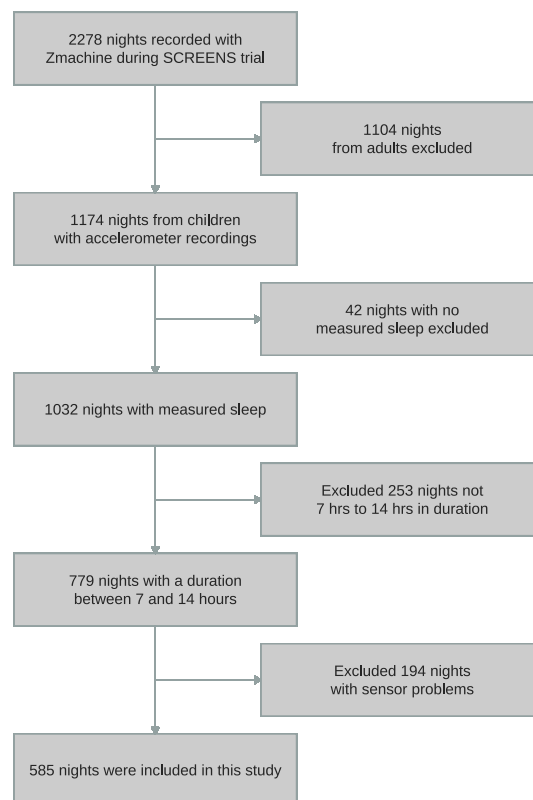 2278 nights recorded with
Zmachine during SCREENS trial
1104 nights
from adults excluded
1174 nights from children
with accelerometer recordings
42 nights with no
measured sleep excluded
1032 nights with measured sleep
Excluded 253 nights not
7 hrs to 14 hrs in duration
779 nights with a duration
between 7 and 14 hours
Excluded 194 nights
with sensor problems
585 nights were included in this study